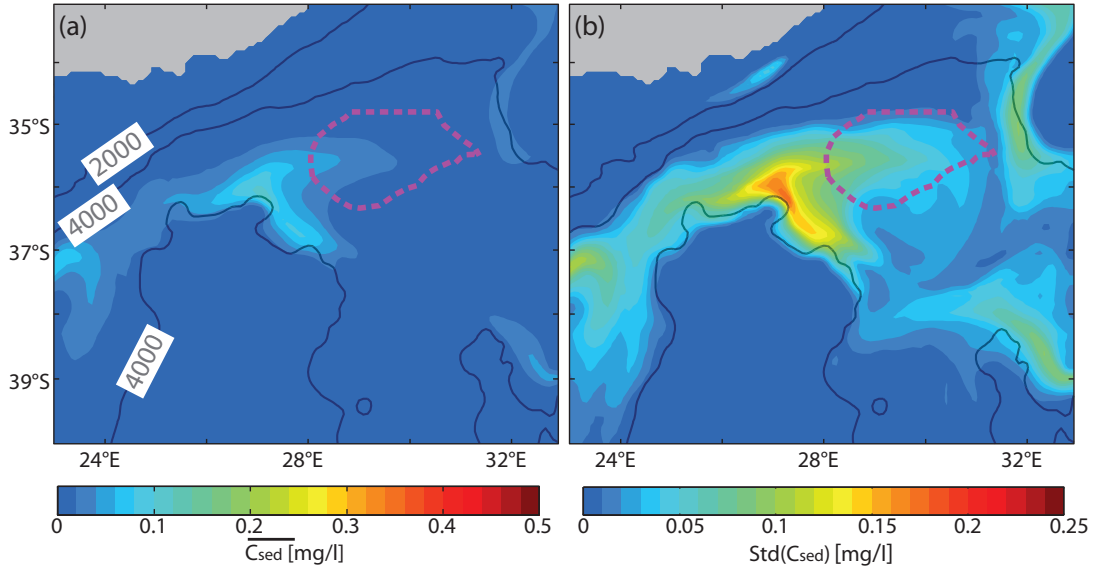 (a)
(b)
2000
4000
4000
35°S
37°S
39°S
24°E 28°E 32°E
24°E 28°E 32°E
0 0.1 0.2 0.3 0.4 0.5
Csed [mg/l]
0 0.05 0.1 0.15 0.2 0.25
Std(Csed) [mg/l]